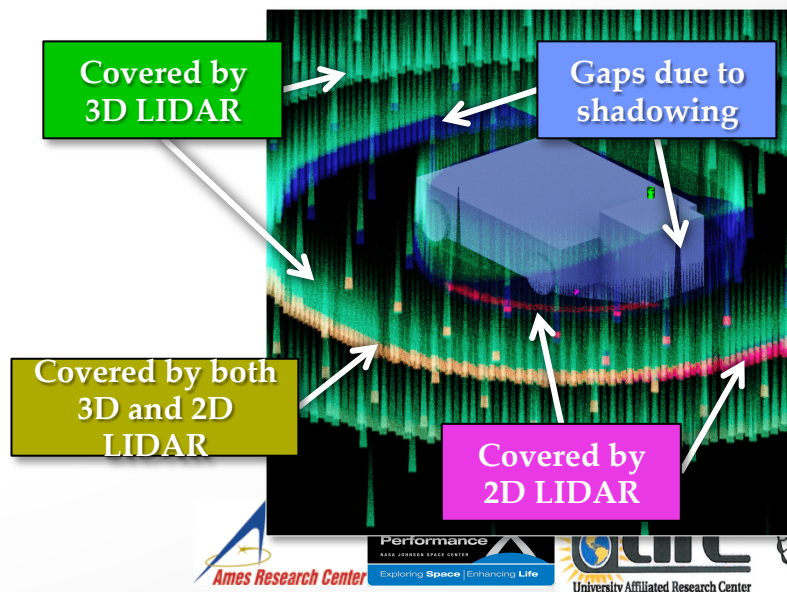 Covered by
3D LIDAR
Gaps due to
shadowing
Covered by both
3D and 2D
LIDAR
Covered by
2D LIDAR
Ames Research Center
Performance
NASA JOHNSON SPACE CENTER
Exploring Space | Enhancing Life
University Affiliated Research Center